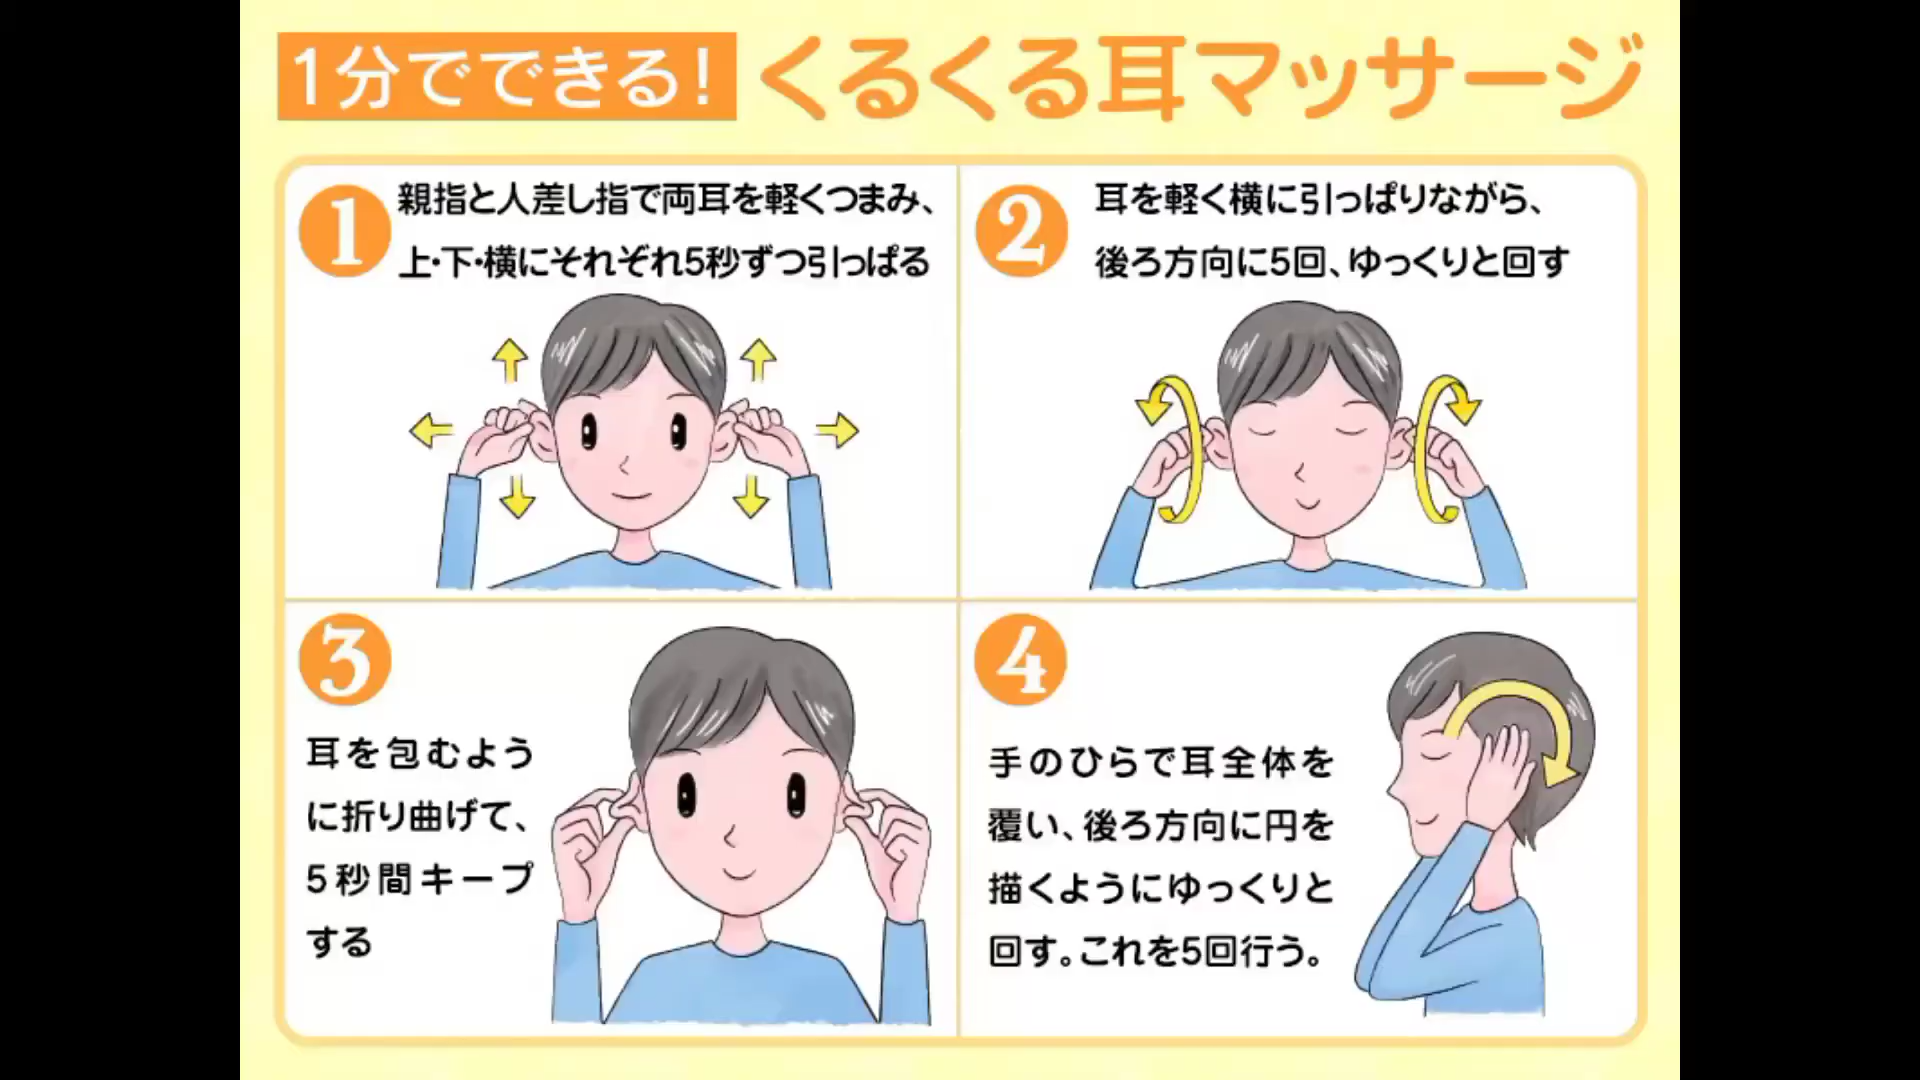 1分でできる！くるくる耳マッサージ
1
親指と人差し指で両耳を軽くつまみ、
上・下・横にそれぞれ5秒ずつ引っぱる
2
耳を軽く横に引っぱりながら、
後ろ方向に5回、ゆっくりと回す
3
耳を包むよう
に折り曲げて、
5秒間キープ
する
4
手のひらで耳全体を
覆い、後ろ方向に円を
描くようにゆっくりと
回す。これを5回行う。